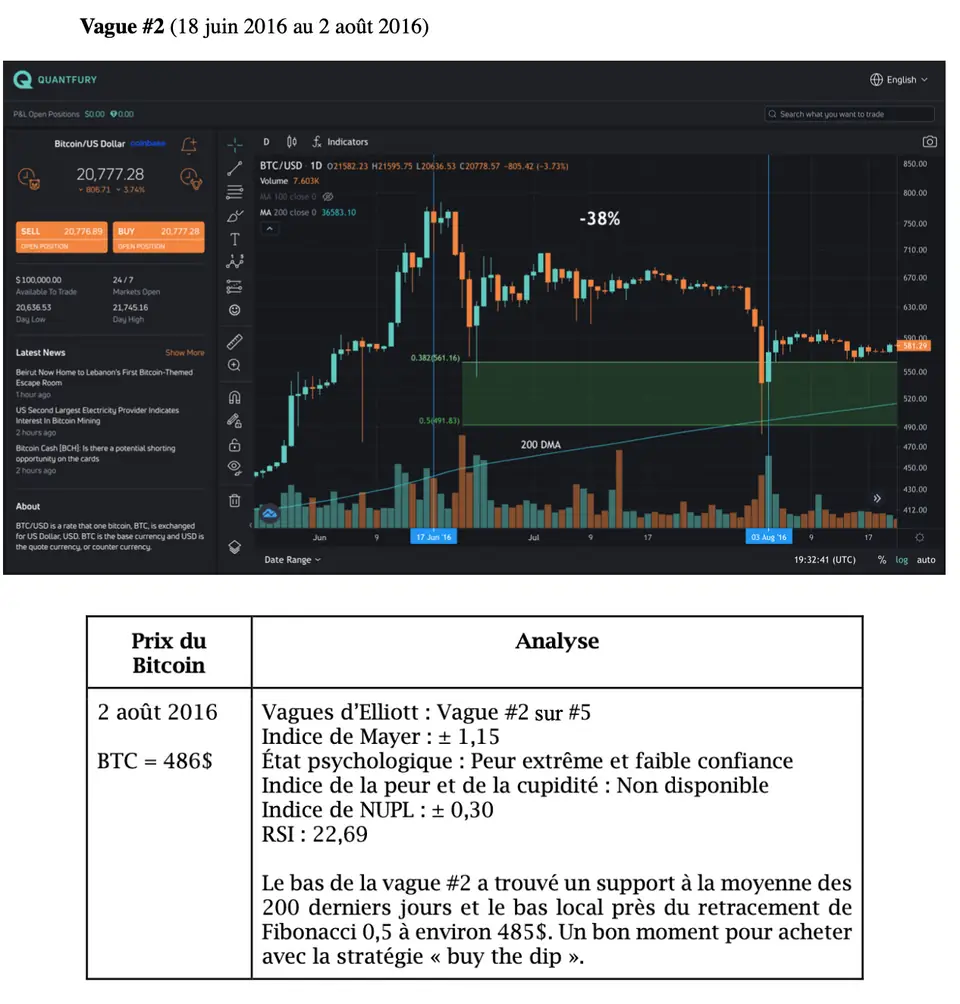 Vague #2 (18 juin 2016 au 2 août 2016)
QUANTFURY
English
P&L Open Positions $0.00 0.00
Search what you want to trade
Bitcoin/US Dollar coinbase
20,777.28
806.71 3.74%
SELL 20,776.89
OPEN POSITION
BUY 20,777.28
OPEN POSITION
$100,000.00 24 / 7
Available To Trade Markets Open
20,636.53 21,745.16
Day Low Day High
Latest News Show More
Beirut Now Home to Lebanon's First Bitcoin-Themed
Escape Room
1 hour ago
US Second Largest Electricity Provider Indicates
Interest In Bitcoin Mining
2 hours ago
Bitcoin Cash [BCH]: Is there a potential shorting
opportunity on the cards
2 hours ago
About
BTC/USD is a rate that one bitcoin, BTC, is exchanged
for US Dollar, USD. BTC is the base currency and USD is
the quote currency, or counter currency.
D Indicators
BTC/USD · 1D O21582.23 H21595.75 L20636.53 C20778.57 -805.42 (-3.73%)
Volume 7.603K
MA 100 close 0
MA 200 close 0 36583.10
-38%
0.382(561.16)
0.5(491.83)
200 DMA
850.00
800.00
750.00
710.00
670.00
630.00
590.00
581.29
550.00
520.00
490.00
470.00
450.00
430.00
412.00
Jun 9 17 Jun '16 Jul 9 17 03 Aug '16 9 17
Date Range 19:32:41 (UTC) % log auto
Prix du
Bitcoin
Analyse
2 août 2016
BTC = 486$
Vagues d'Elliott : Vague #2 sur #5
Indice de Mayer : ± 1,15
État psychologique : Peur extrême et faible confiance
Indice de la peur et de la cupidité : Non disponible
Indice de NUPL : ± 0,30
RSI : 22,69
Le bas de la vague #2 a trouvé un support à la moyenne des
200 derniers jours et le bas local près du retracement de
Fibonacci 0,5 à environ 485$. Un bon moment pour acheter
avec la stratégie « buy the dip ».